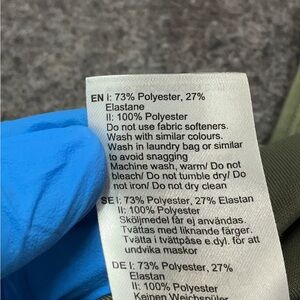 EN I: 73% Polyester, 27%
Elastane
II: 100% Polyester
Do not use fabric softeners.
Wash with similar colours.
Wash in laundry bag or similar
to avoid snagging
Machine wash, warm/ Do not
bleach/ Do not tumble dry/ Do
not iron/ Do not dry clean
SE I: 73% Polyester, 27% Elastan
II: 100% Polyester
Sköljmedel får ej användas.
Tvättas med liknande färger.
Tvätta i tvättpåse e.dyl. för att
undvika maskor
DE I: 73% Polyester, 27%
Elastan
II: 100% Polyester
Keinen Weichspüler